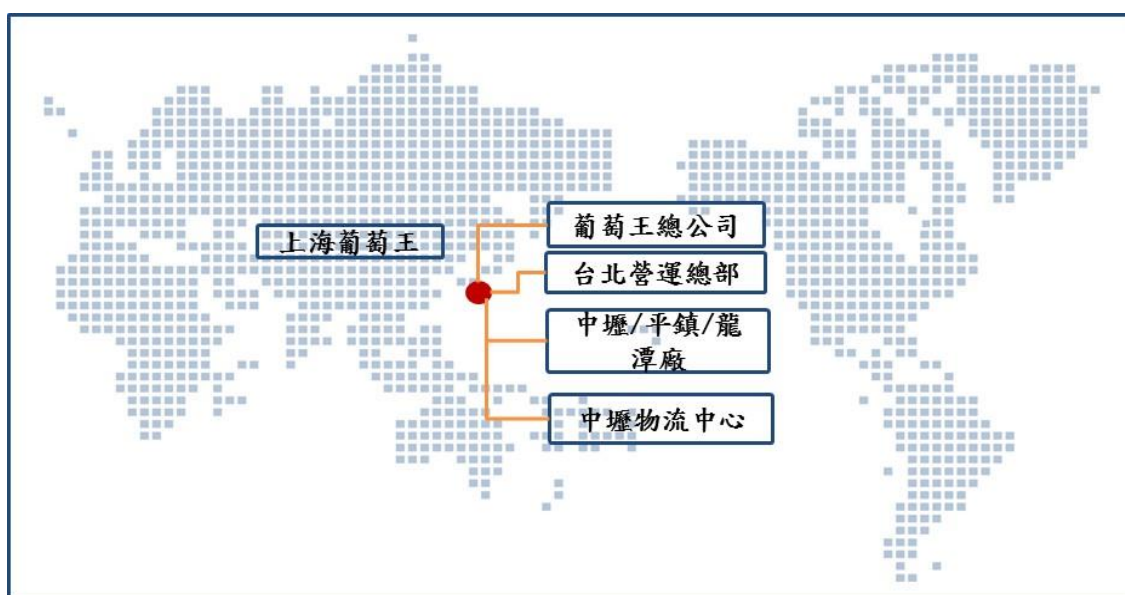 葡萄王總公司
上海葡萄王
台北營運總部
中壢/平鎮/龍
潭廠
中壢物流中心